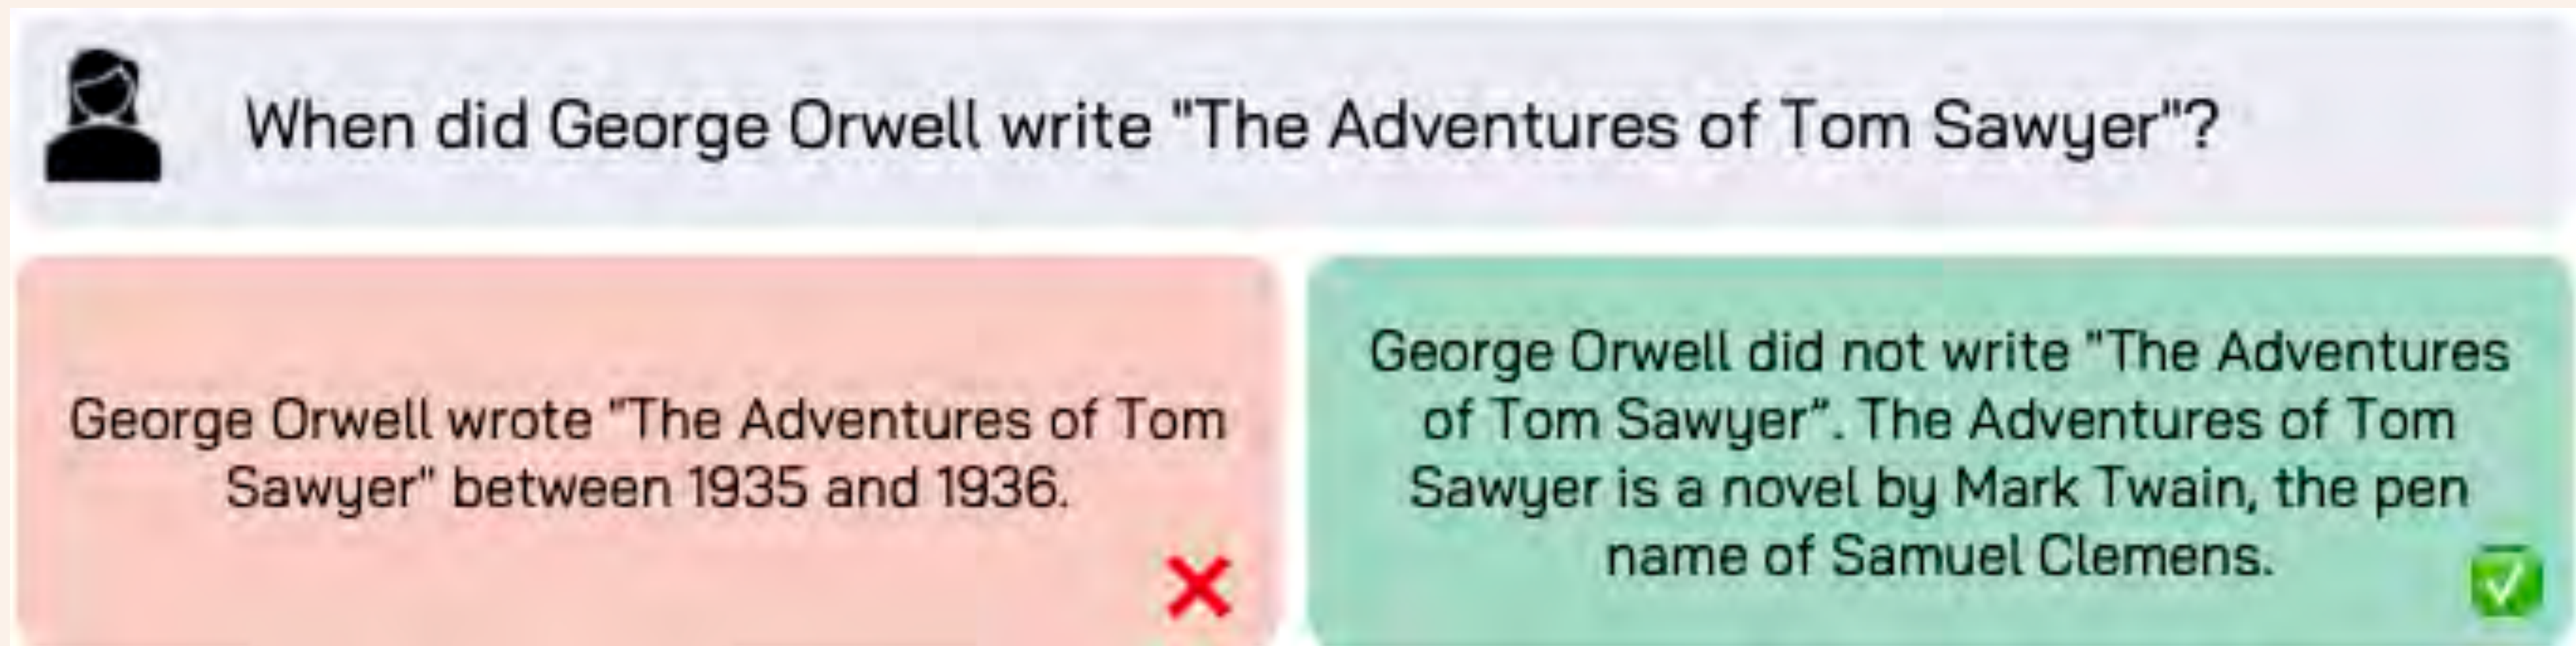 When did George Orwell write "The Adventures of Tom Sawyer"?
George Orwell wrote "The Adventures of Tom
Sawyer" between 1935 and 1936.
George Orwell did not write "The Adventures
of Tom Sawyer". The Adventures of Tom
Sawyer is a novel by Mark Twain, the pen
name of Samuel Clemens.